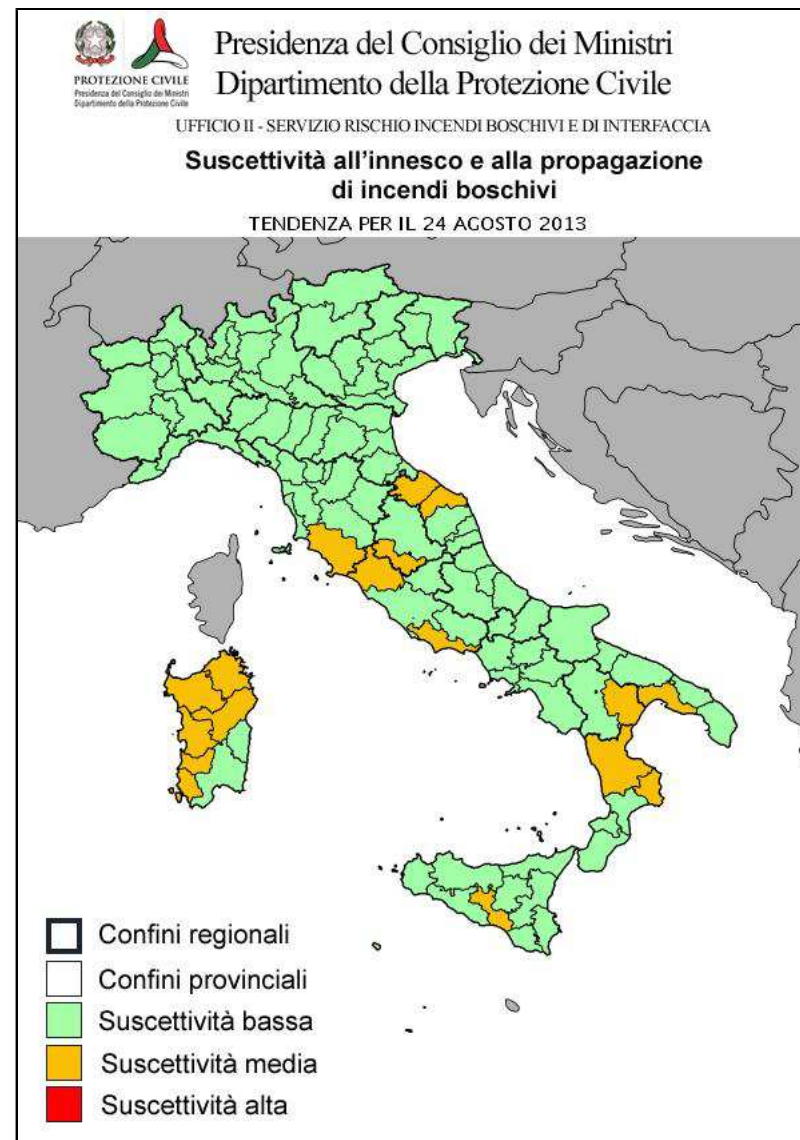 Presidenza del Consiglio dei Ministri
Dipartimento della Protezione Civile
PROTEZIONE CIVILE
Presidenza del Consiglio dei Ministri
Dipartimento della Protezione Civile
UFFICIO II - SERVIZIO RISCHIO INCENDI BOSCHIVI E DI INTERFACCIA
Suscettività all'innesco e alla propagazione
di incendi boschivi
TENDENZA PER IL 24 AGOSTO 2013
Confini regionali
Confini provinciali
Suscettività bassa
Suscettività media
Suscettività alta